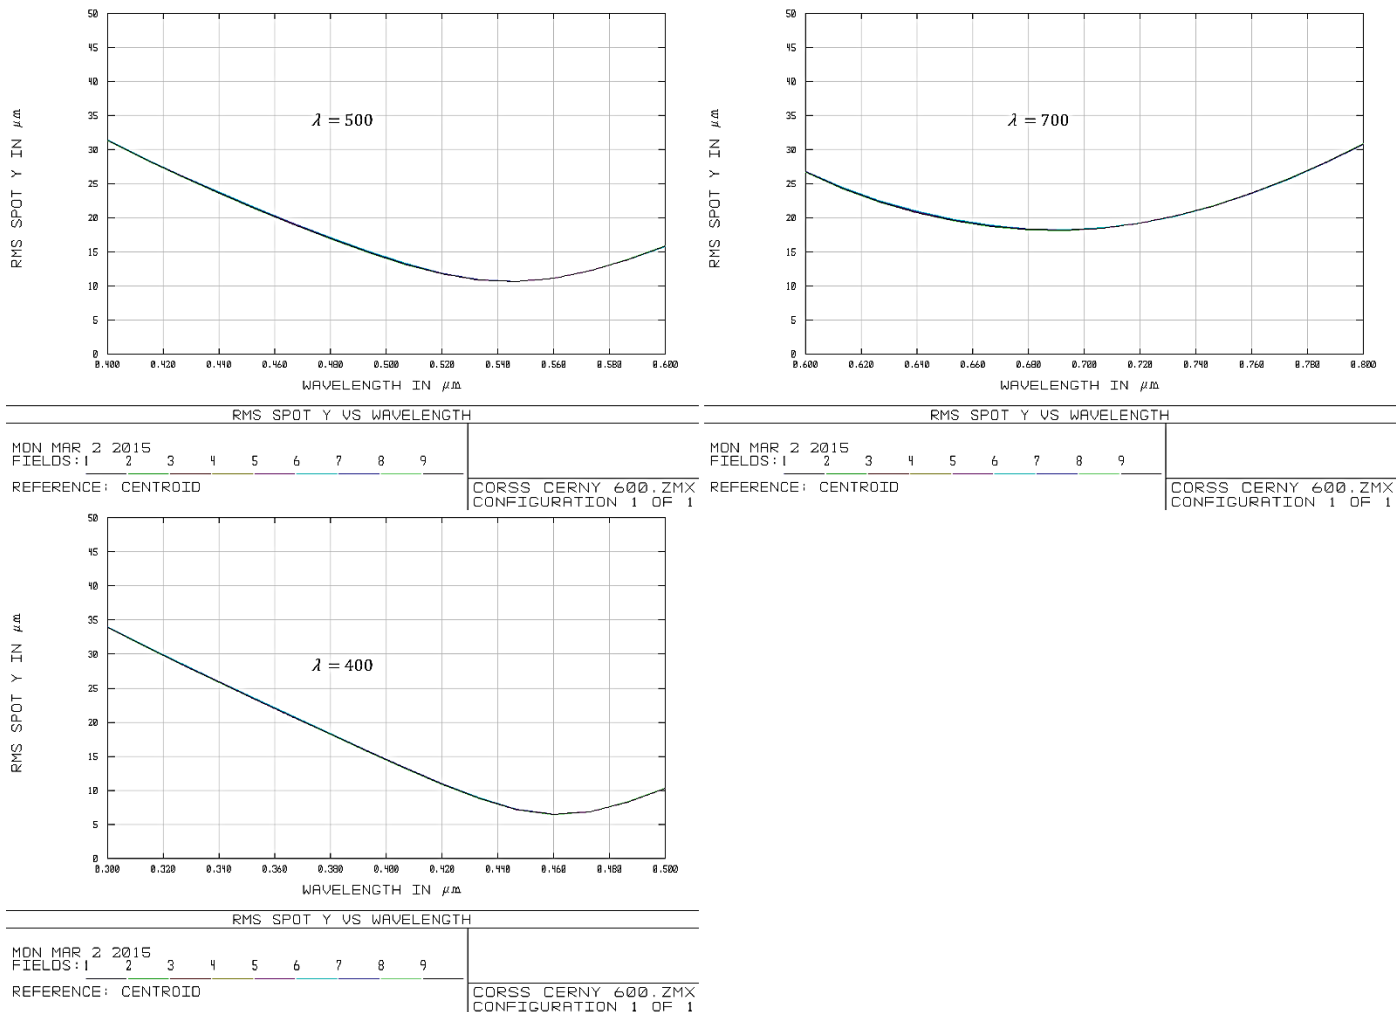 50
45
40
35
30
25
20
15
10
5
0
RMS SPOT Y IN µm
λ = 500
0.400 0.420 0.440 0.460 0.480 0.500 0.520 0.540 0.560 0.580 0.600
WAVELENGTH IN µm
RMS SPOT Y VS WAVELENGTH
MON MAR 2 2015
FIELDS: 1 2 3 4 5 6 7 8 9
REFERENCE: CENTROID
CORSS CERNY 600.ZMX
CONFIGURATION 1 OF 1
50
45
40
35
30
25
20
15
10
5
0
RMS SPOT Y IN µm
λ = 700
0.600 0.620 0.640 0.660 0.680 0.700 0.720 0.740 0.760 0.780 0.800
WAVELENGTH IN µm
RMS SPOT Y VS WAVELENGTH
MON MAR 2 2015
FIELDS: 1 2 3 4 5 6 7 8 9
REFERENCE: CENTROID
CORSS CERNY 600.ZMX
CONFIGURATION 1 OF 1
50
45
40
35
30
25
20
15
10
5
0
RMS SPOT Y IN µm
λ = 400
0.300 0.320 0.340 0.360 0.380 0.400 0.420 0.440 0.460 0.480 0.500
WAVELENGTH IN µm
RMS SPOT Y VS WAVELENGTH
MON MAR 2 2015
FIELDS: 1 2 3 4 5 6 7 8 9
REFERENCE: CENTROID
CORSS CERNY 600.ZMX
CONFIGURATION 1 OF 1